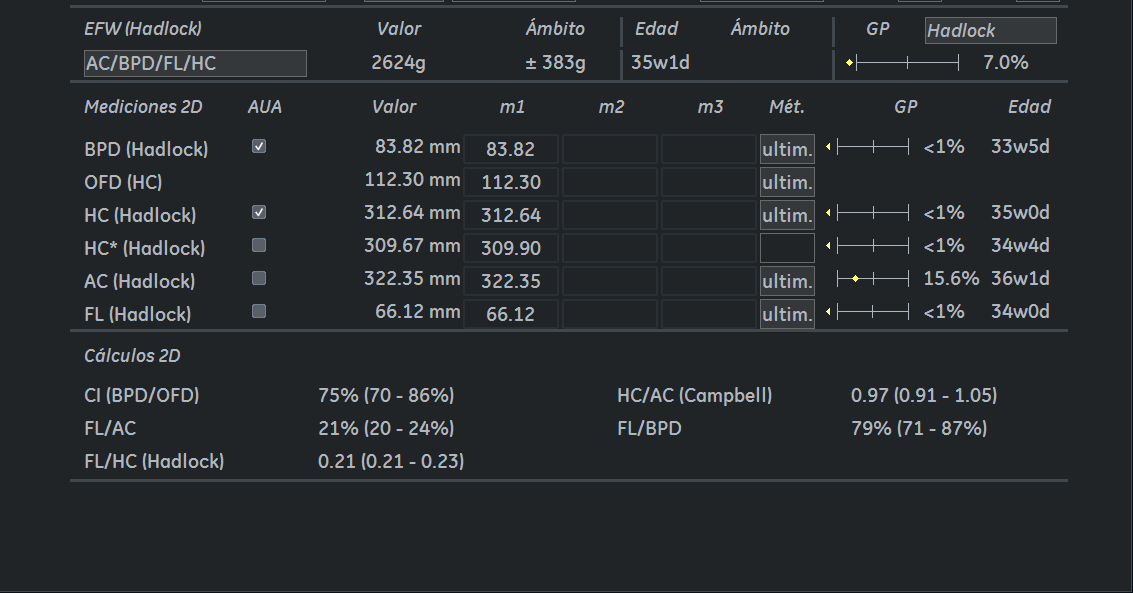 EFW (Hadlock) Valor Ámbito Edad Ámbito GP Hadlock
AC/BPD/FL/HC 2624g ± 383g 35w1d 7.0%
Mediciones 2D AUA Valor m1 m2 m3 Mét. GP Edad
BPD (Hadlock) 83.82 mm 83.82 ultim. <1% 33w5d
OFD (HC) 112.30 mm 112.30 ultim.
HC (Hadlock) 312.64 mm 312.64 ultim. <1% 35w0d
HC* (Hadlock) 309.67 mm 309.90 <1% 34w4d
AC (Hadlock) 322.35 mm 322.35 ultim. 15.6% 36w1d
FL (Hadlock) 66.12 mm 66.12 ultim. <1% 34w0d
Cálculos 2D
CI (BPD/OFD) 75% (70 - 86%) HC/AC (Campbell) 0.97 (0.91 - 1.05)
FL/AC 21% (20 - 24%) FL/BPD 79% (71 - 87%)
FL/HC (Hadlock) 0.21 (0.21 - 0.23)